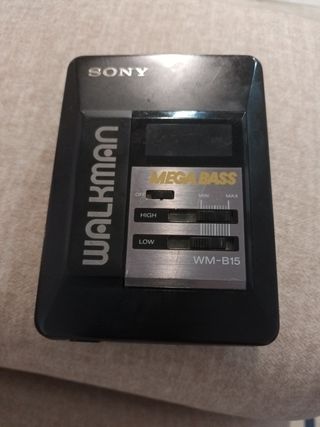 SONY
WALKMAN
MEGA BASS
OFF MIN MAX
HIGH
LOW
WM-B15